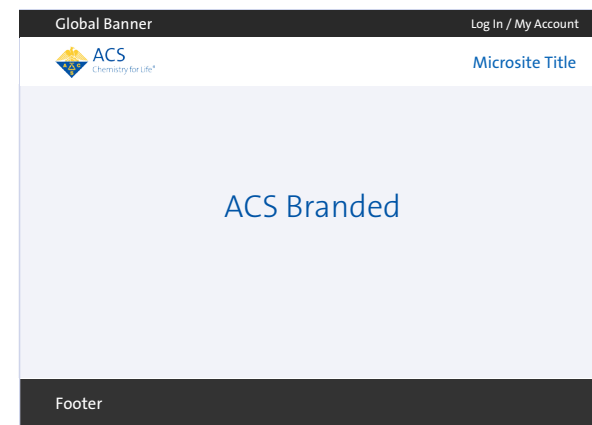 Global Banner
Log In / My Account
ACS
Chemistry for Life®
Microsite Title
ACS Branded
Footer